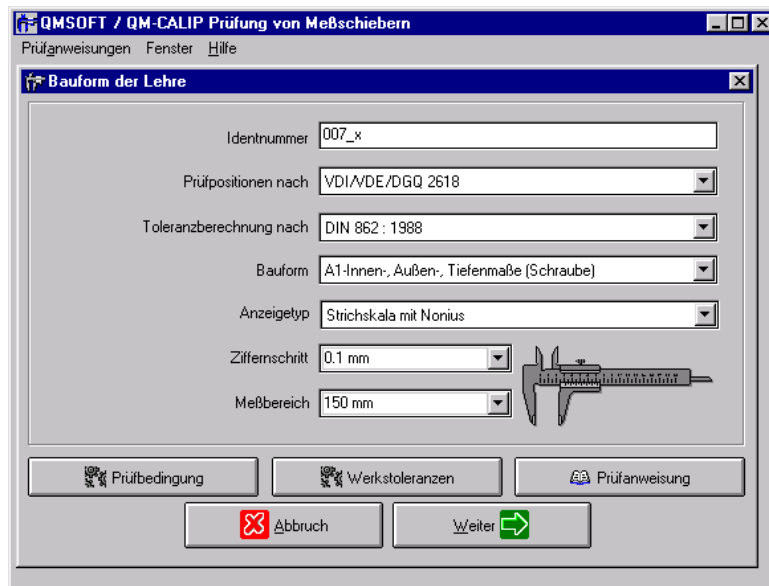 QMSOFT / QM-CALIP Prüfung von Meßschiebern
Prüfanweisungen Fenster Hilfe
Bauform der Lehre
Identnummer 007_x
Prüfpositionen nach VDI/VDE/DGQ 2618
Toleranzberechnung nach DIN 862 : 1988
Bauform A1-Innen-, Außen-, Tiefenmaße (Schraube)
Anzeigetyp Strichskala mit Nonius
Ziffernschritt 0.1 mm
Meßbereich 150 mm
Prüfbedingung Werkstoleranzen Prüfanweisung
Abbruch Weiter